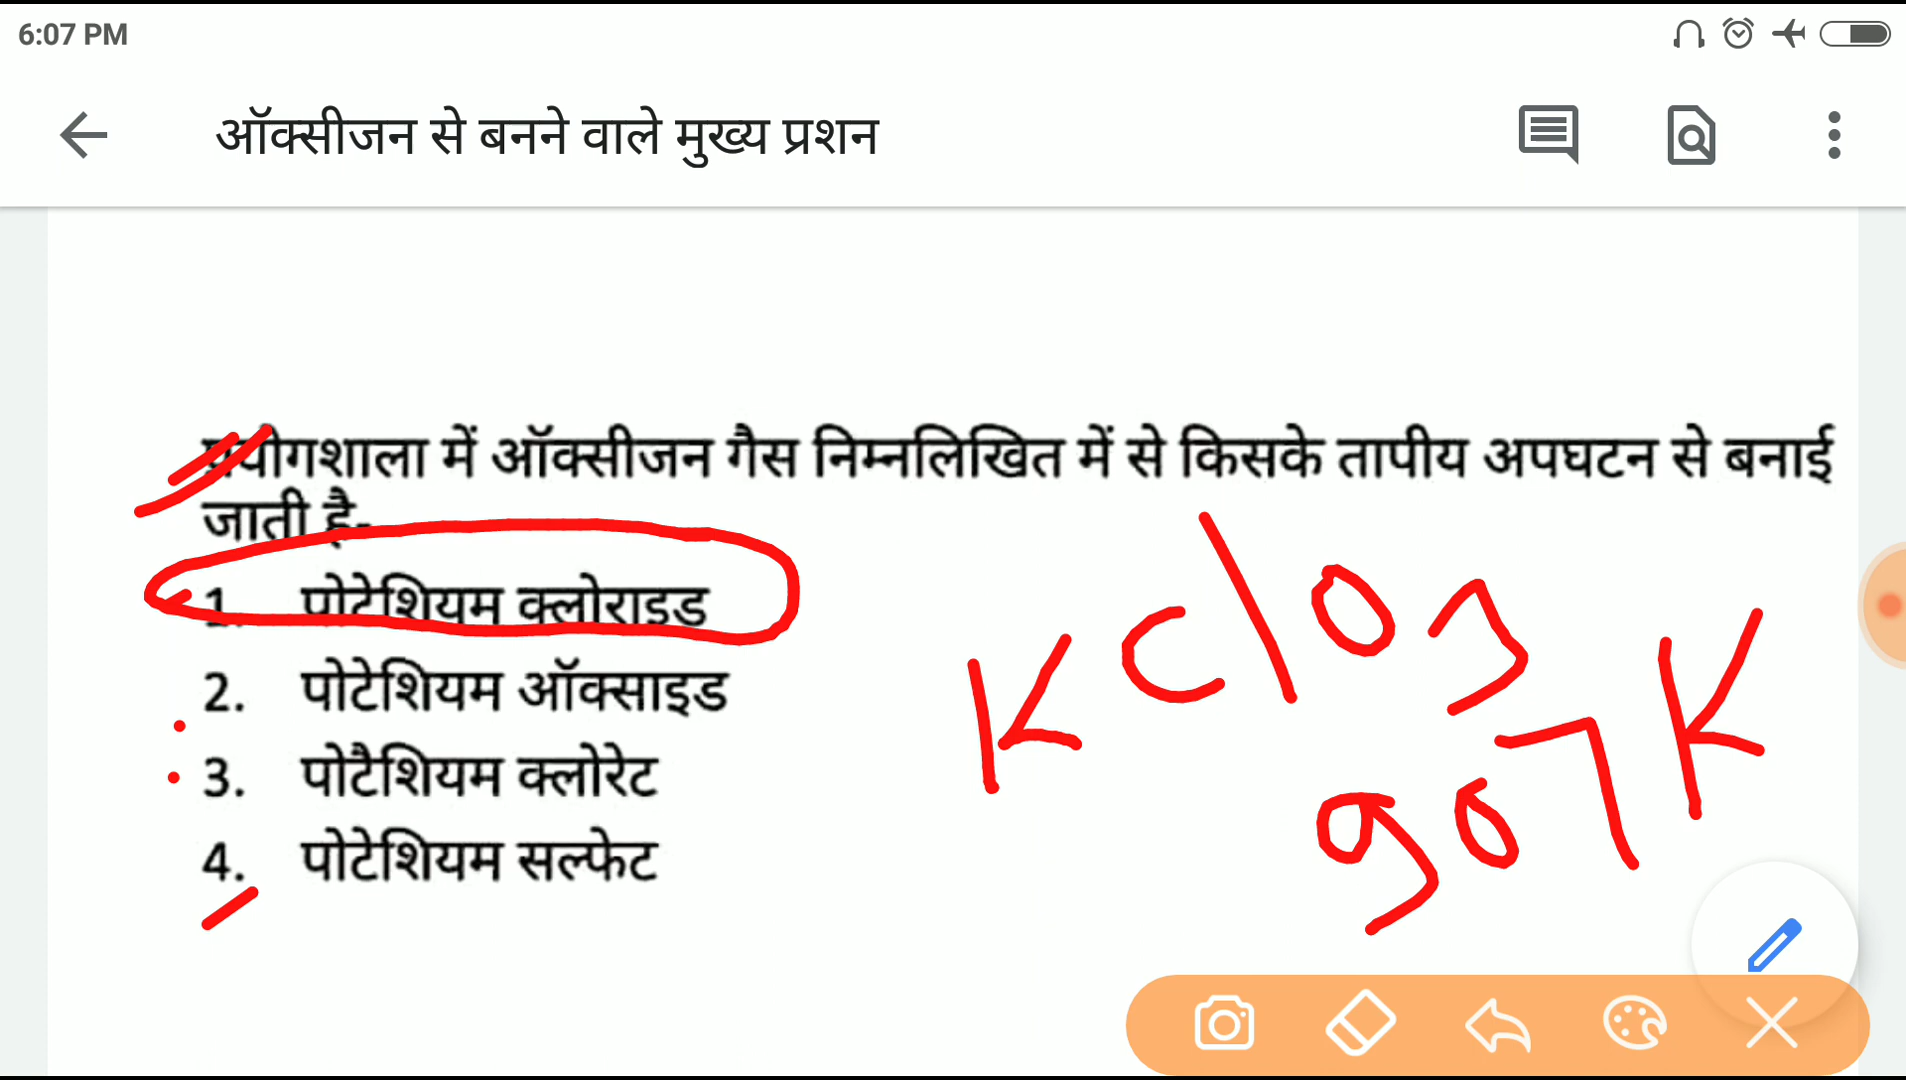 6:07 PM
ऑक्सीजन से बनने वाले मुख्य प्रशन
प्रयोगशाला में ऑक्सीजन गैस निम्नलिखित में से किसके तापीय अपघटन से बनाई
जाती है-
1. पोटेशियम क्लोराइड
2. पोटेशियम ऑक्साइड
3. पोटैशियम क्लोरेट
4. पोटेशियम सल्फेट
KClO3
907K